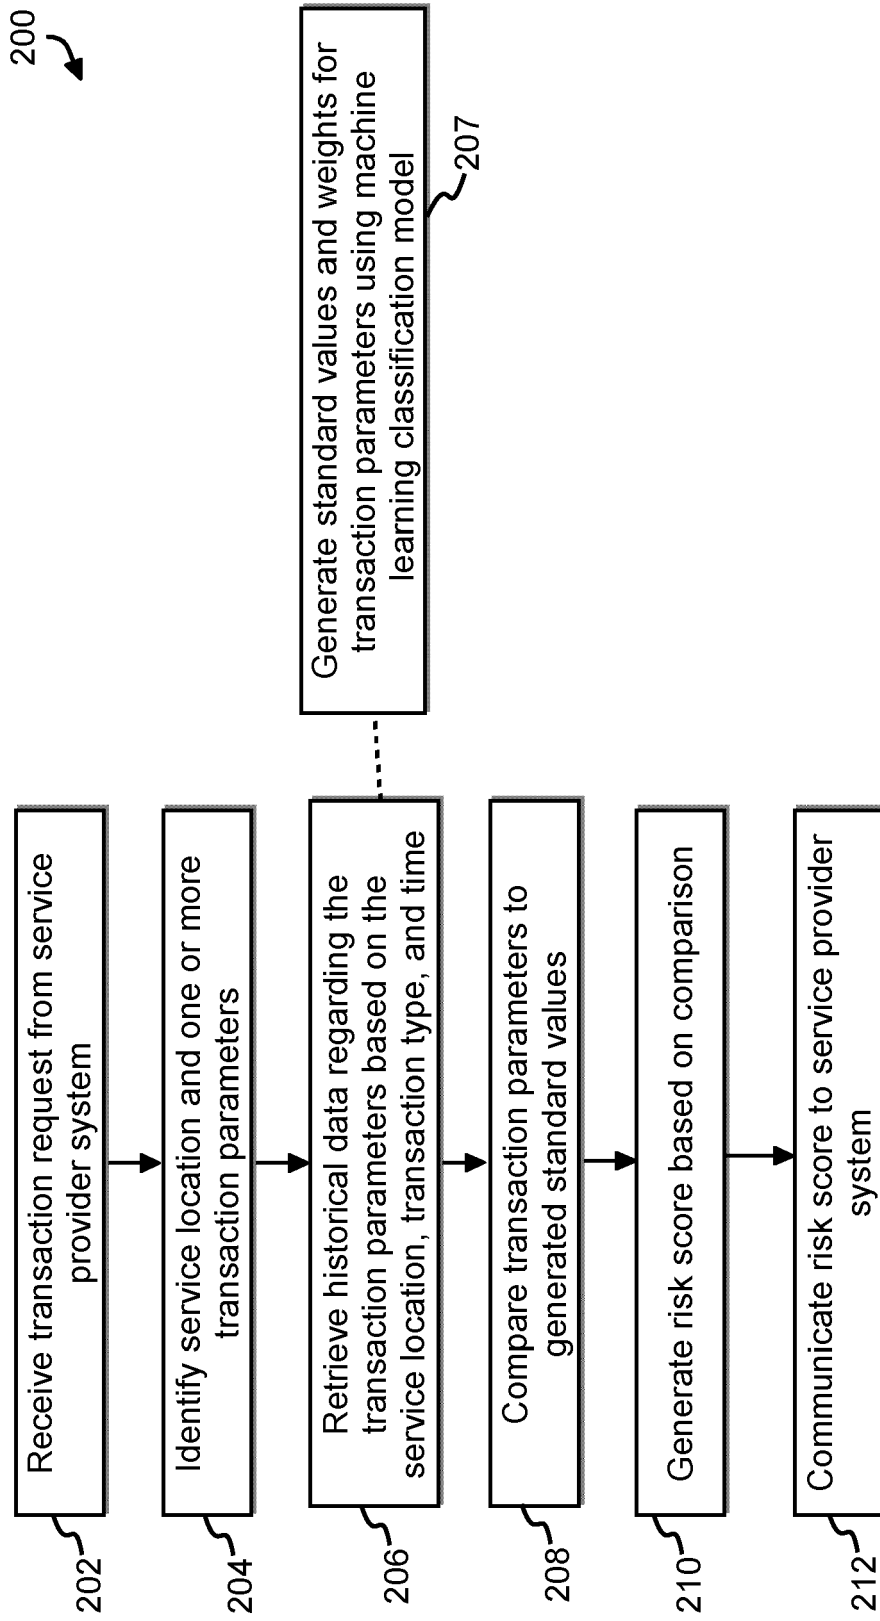 200
202
Receive transaction request from service
provider system
204
Identify service location and one or more
transaction parameters
206
Retrieve historical data regarding the
transaction parameters based on the
service location, transaction type, and time
Generate standard values and weights for
transaction parameters using machine
learning classification model
207
208
Compare transaction parameters to
generated standard values
210
Generate risk score based on comparison
212
Communicate risk score to service provider
system